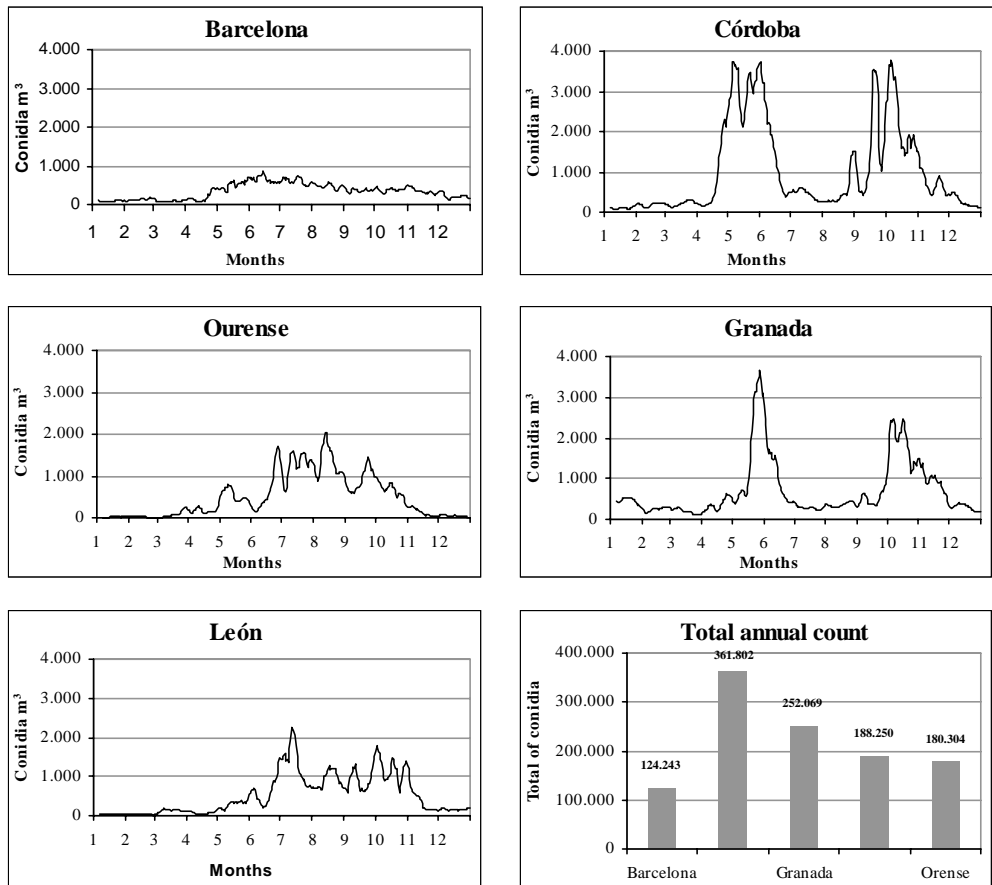 Barcelona
4.000
3.000
2.000
1.000
0
Conidia m³
1 2 3 4 5 6 7 8 9 10 11 12
Months
Córdoba
4.000
3.000
2.000
1.000
0
Conidia m³
1 2 3 4 5 6 7 8 9 10 11 12
Months
Ourense
4.000
3.000
2.000
1.000
0
Conidia m³
1 2 3 4 5 6 7 8 9 10 11 12
Months
Granada
4.000
3.000
2.000
1.000
0
Conidia m³
1 2 3 4 5 6 7 8 9 10 11 12
Months
León
4.000
3.000
2.000
1.000
0
Conidia m³
1 2 3 4 5 6 7 8 9 10 11 12
Months
Total annual count
400.000
300.000
200.000
100.000
0
Total of conidia
124.243
361.802
252.069
188.250
180.304
Barcelona Granada Orense